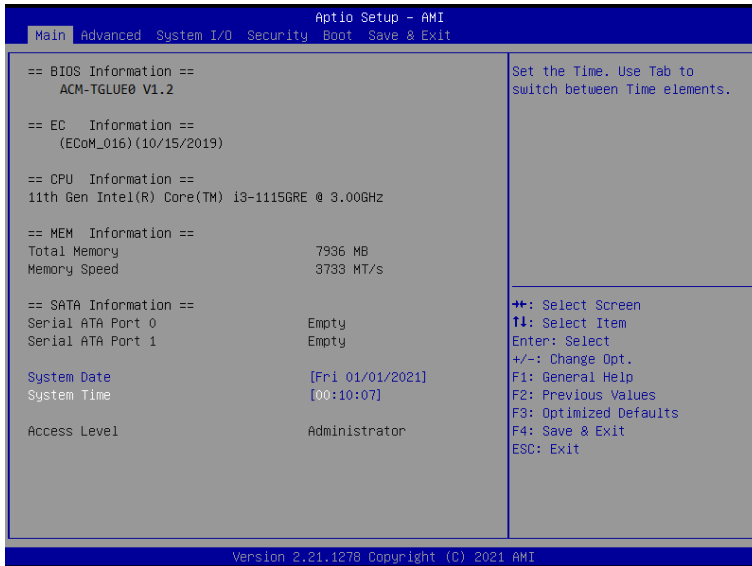 Aptio Setup – AMI
Main Advanced System I/O Security Boot Save & Exit
== BIOS Information ==
ACM-TGLUE0 V1.2
== EC Information ==
(ECoM_016)(10/15/2019)
== CPU Information ==
11th Gen Intel(R) Core(TM) i3-1115GRE @ 3.00GHz
== MEM Information ==
Total Memory 7936 MB
Memory Speed 3733 MT/s
== SATA Information ==
Serial ATA Port 0 Empty
Serial ATA Port 1 Empty
System Date [Fri 01/01/2021]
System Time [00:10:07]
Access Level Administrator
Set the Time. Use Tab to
switch between Time elements.
→←: Select Screen
↑↓: Select Item
Enter: Select
+/-: Change Opt.
F1: General Help
F2: Previous Values
F3: Optimized Defaults
F4: Save & Exit
ESC: Exit
Version 2.21.1278 Copyright (C) 2021 AMI